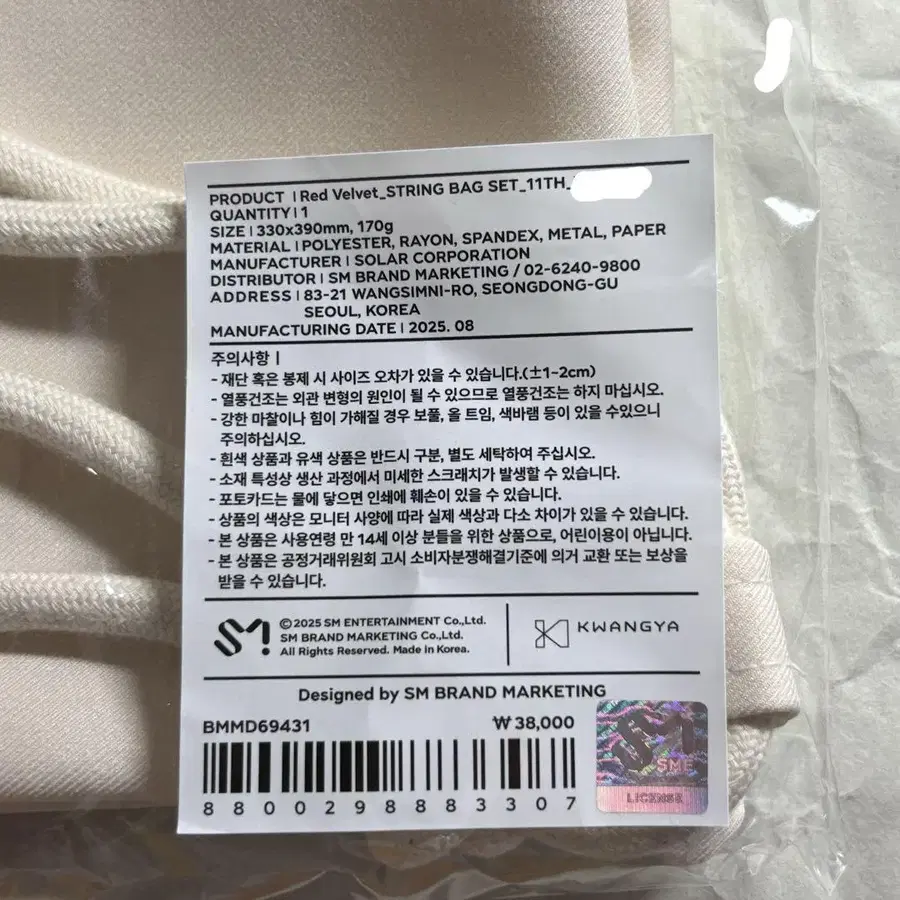 PRODUCT | Red Velvet_STRING BAG SET_11TH_
QUANTITY | 1
SIZE | 330x390mm, 170g
MATERIAL | POLYESTER, RAYON, SPANDEX, METAL, PAPER
MANUFACTURER | SOLAR CORPORATION
DISTRIBUTOR | SM BRAND MARKETING / 02-6240-9800
ADDRESS | 83-21 WANGSIMNI-RO, SEONGDONG-GU
SEOUL, KOREA
MANUFACTURING DATE | 2025. 08
주의사항 |
- 재단 혹은 봉제 시 사이즈 오차가 있을 수 있습니다.(±1~2cm)
- 열풍건조는 외관 변형의 원인이 될 수 있으므로 열풍건조는 하지 마십시오.
- 강한 마찰이나 힘이 가해질 경우 보풀, 올 트임, 색바램 등이 있을 수있으니
주의하십시오.
- 흰색 상품과 유색 상품은 반드시 구분, 별도 세탁하여 주십시오.
- 소재 특성상 생산 과정에서 미세한 스크래치가 발생할 수 있습니다.
- 포토카드는 물에 닿으면 인쇄에 훼손이 있을 수 있습니다.
- 상품의 색상은 모니터 사양에 따라 실제 색상과 다소 차이가 있을 수 있습니다.
- 본 상품은 사용연령 만 14세 이상 분들을 위한 상품으로, 어린이용이 아닙니다.
- 본 상품은 공정거래위원회 고시 소비자분쟁해결기준에 의거 교환 또는 보상을
받을 수 있습니다.
SM
© 2025 SM ENTERTAINMENT Co.,Ltd.
SM BRAND MARKETING Co.,Ltd.
All Rights Reserved. Made in Korea.
KWANGYA
Designed by SM BRAND MARKETING
BMMD69431 ₩38,000
8800298883307
SM
SME
LICENSE